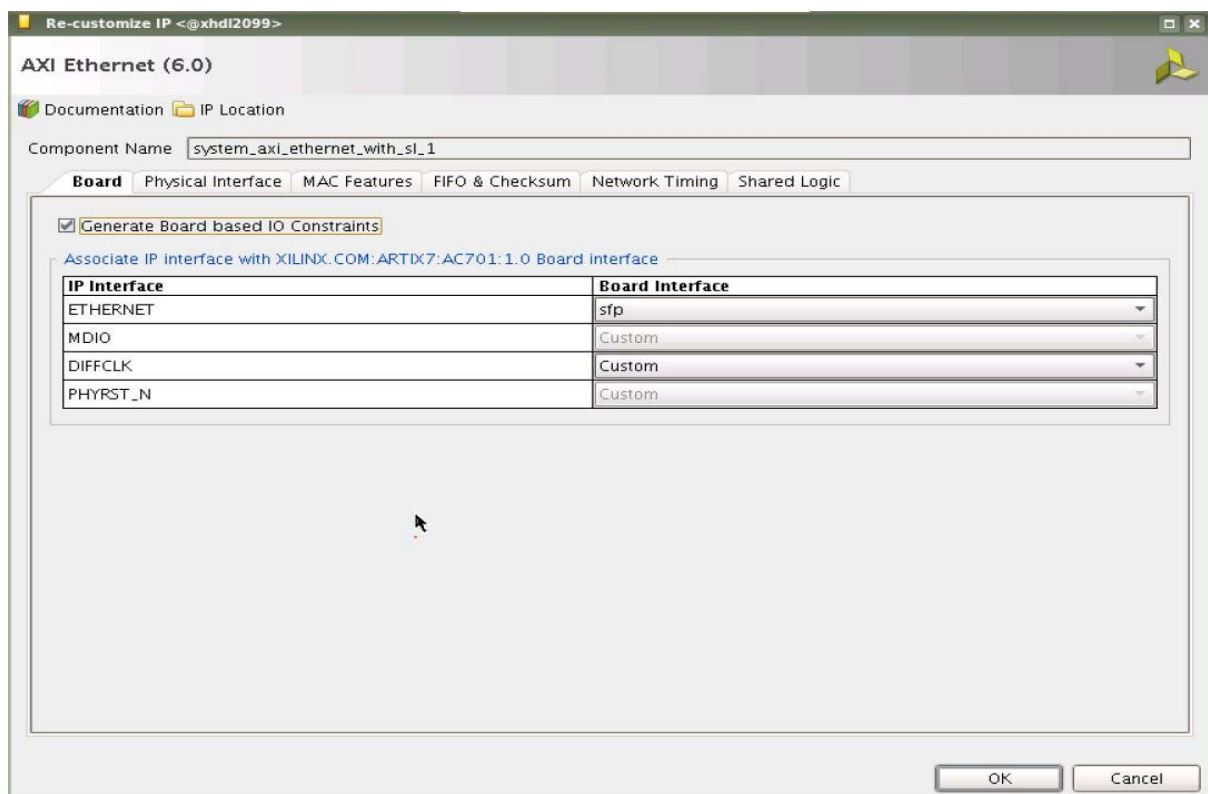 Re-customize IP <@xhdl2099>
AXI Ethernet (6.0)
Documentation IP Location
Component Name system_axi_ethernet_with_sl_1
Board Physical Interface MAC Features FIFO & Checksum Network Timing Shared Logic
Generate Board based IO Constraints
Associate IP interface with XILINX.COM:ARTIX7:AC701:1.0 Board interface
IP Interface Board Interface
ETHERNET sfp
MDIO Custom
DIFFCLK Custom
PHYRST_N Custom
OK Cancel